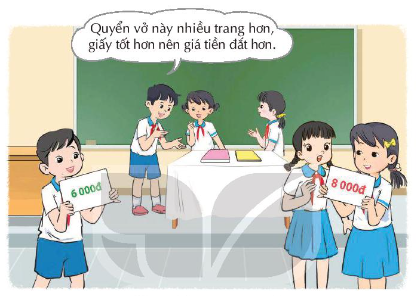 Quyển vở này nhiều trang hơn,
giấy tốt hơn nên giá tiền đắt hơn.
6 000đ
8 000đ